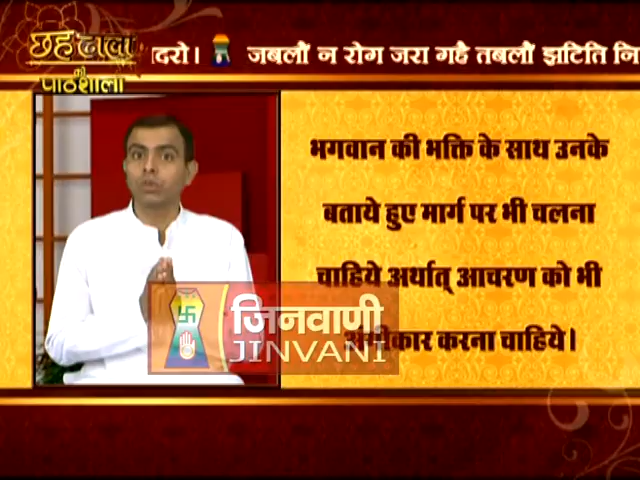 छहढाला
की
पाठशाला
दरो। जबलौं न रोग जरा गहै तबलौं झटिति नि
भगवान की भक्ति के साथ उनके
बताये हुए मार्ग पर भी चलना
चाहिये अर्थात् आचरण को भी
अंगीकार करना चाहिये।
जिनवाणी
JINVANI